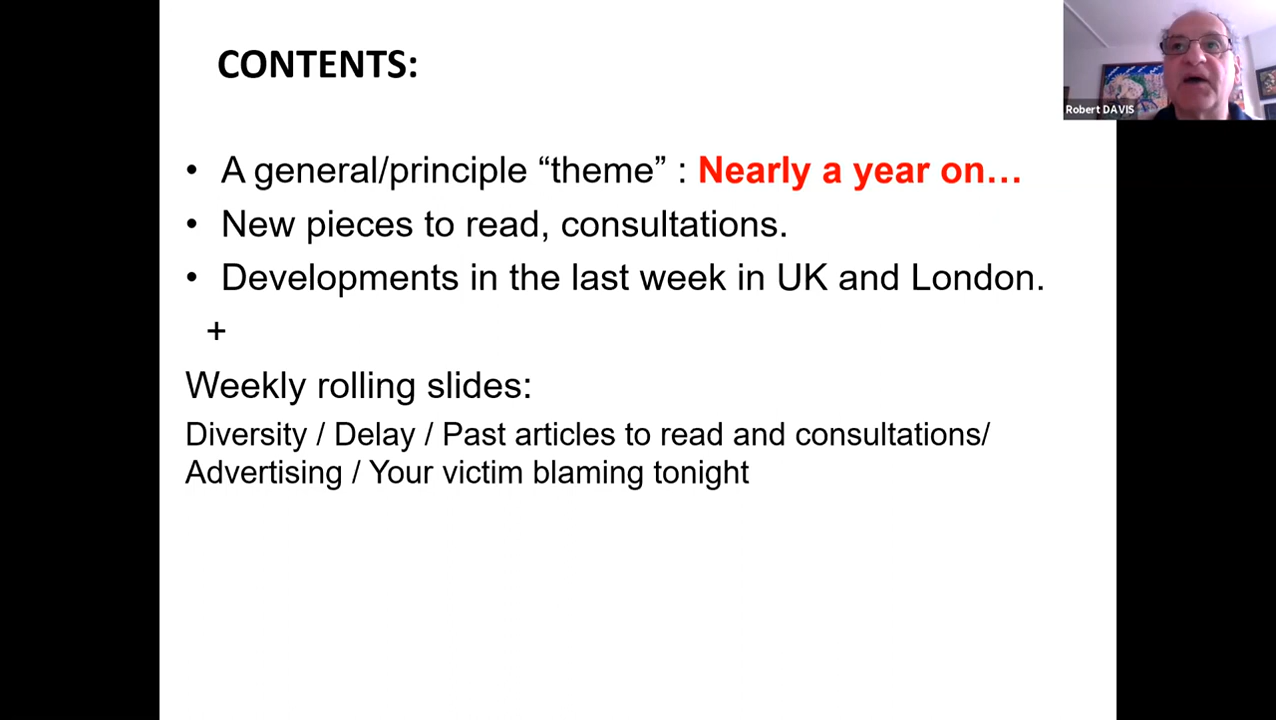 CONTENTS:
Robert DAVIS
• A general/principle “theme” : Nearly a year on…
• New pieces to read, consultations.
• Developments in the last week in UK and London.
+
Weekly rolling slides:
Diversity / Delay / Past articles to read and consultations/
Advertising / Your victim blaming tonight